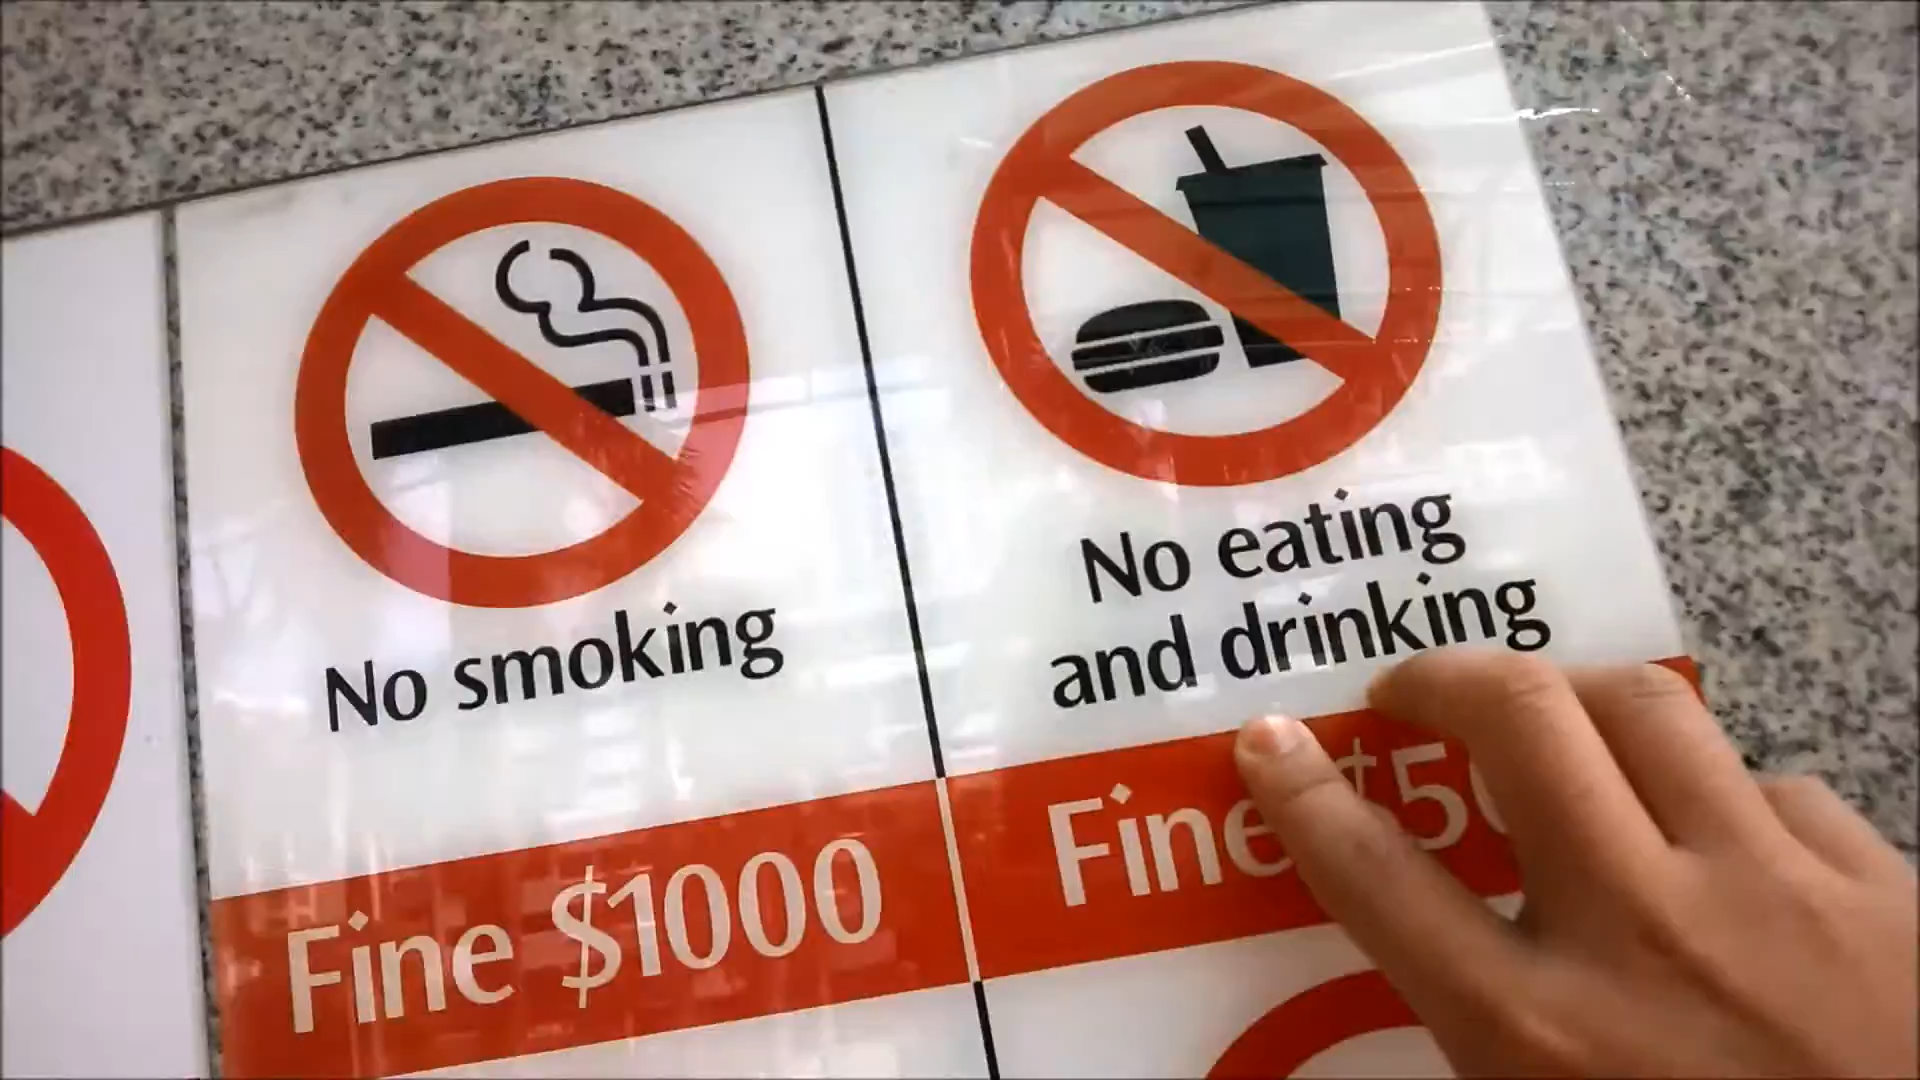 No smoking
Fine $1000
No eating
and drinking
Fine